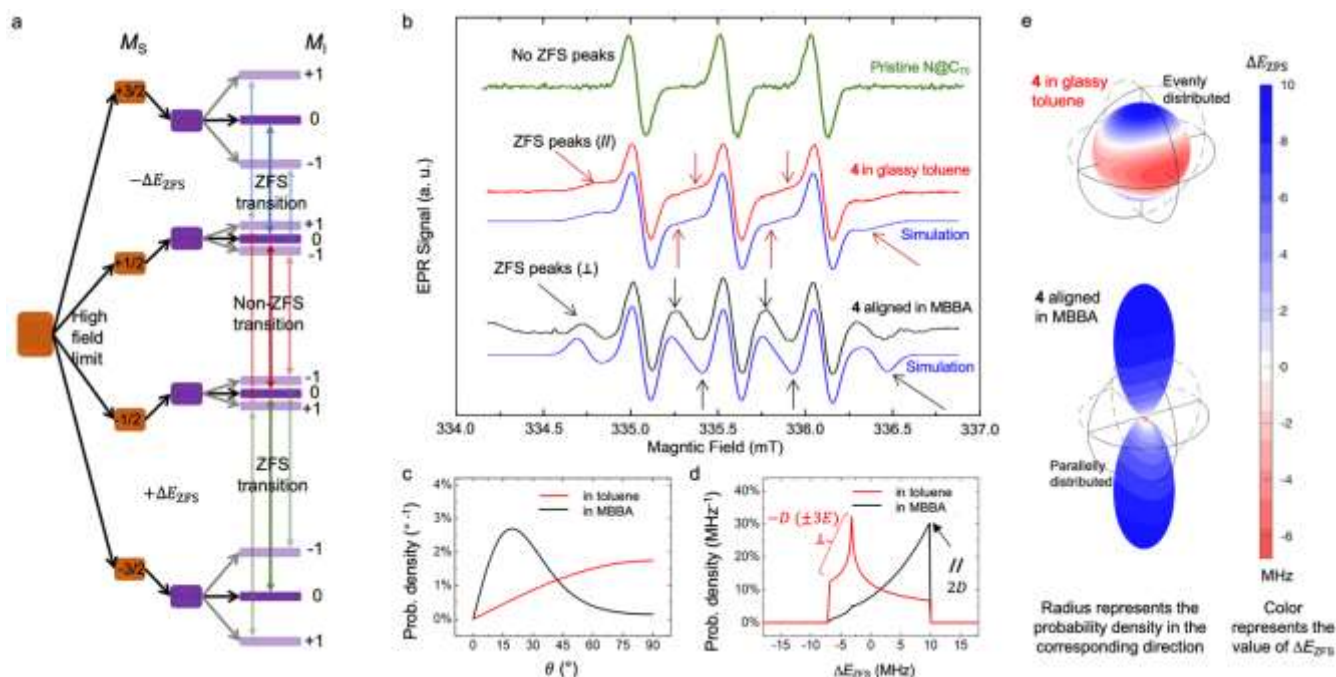 a
M_S
M_I
+3/2
+1/2
-1/2
-3/2
High
field
limit
−ΔE_ZFS
+ΔE_ZFS
+1
0
-1
ZFS
transition
+1
0
-1
Non-ZFS
transition
-1
0
+1
ZFS
transition
-1
0
+1
b
EPR Signal (a. u.)
No ZFS peaks
Pristine N@C₇₀
ZFS peaks (//)
4 in glassy toluene
Simulation
ZFS peaks (⊥)
4 aligned in MBBA
Simulation
334.0 334.5 335.0 335.5 336.0 336.5 337.0
Magntic Field (mT)
c
Prob. density (° ⁻¹)
4%
2%
1%
0%
in toluene
in MBBA
0 15 30 45 60 75 90
θ (°)
d
Prob. density (MHz⁻¹)
40%
30%
20%
10%
0%
in toluene
in MBBA
−D (±3E)
⊥
//
2D
-15 -10 -5 0 5 10 15
ΔE_ZFS (MHz)
e
4 in glassy
toluene
Evenly
distributed
4 aligned
in MBBA
Parallelly
distributed
ΔE_ZFS
10
8
6
4
2
0
-2
-4
-6
MHz
Radius represents the
probability density in the
corresponding direction
Color
represents the
value of ΔE_ZFS